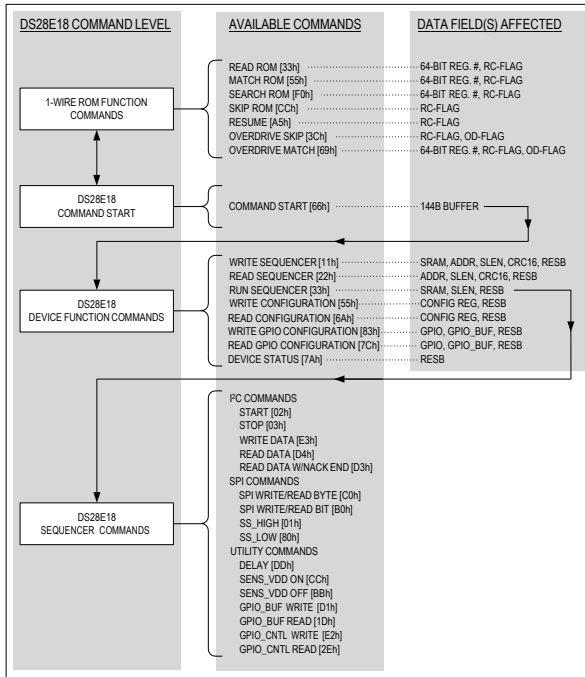 DS28E18 COMMAND LEVEL
AVAILABLE COMMANDS
DATA FIELD(S) AFFECTED
1-WIRE ROM FUNCTION
COMMANDS
READ ROM [33h] 64-BIT REG. #, RC-FLAG
MATCH ROM [55h] 64-BIT REG. #, RC-FLAG
SEARCH ROM [F0h] 64-BIT REG. #, RC-FLAG
SKIP ROM [CCh] RC-FLAG
RESUME [A5h] RC-FLAG
OVERDRIVE SKIP [3Ch] RC-FLAG, OD-FLAG
OVERDRIVE MATCH [69h] 64-BIT REG. #, RC-FLAG, OD-FLAG
DS28E18
COMMAND START
COMMAND START [66h] 144B BUFFER
DS28E18
DEVICE FUNCTION COMMANDS
WRITE SEQUENCER [11h] SRAM, ADDR, SLEN, CRC16, RESB
READ SEQUENCER [22h] ADDR, SLEN, CRC16, RESB
RUN SEQUENCER [33h] SRAM, SLEN, RESB
WRITE CONFIGURATION [55h] CONFIG REG, RESB
READ CONFIGURATION [6Ah] CONFIG REG, RESB
WRITE GPIO CONFIGURATION [83h] GPIO, GPIO_BUF, RESB
READ GPIO CONFIGURATION [7Ch] GPIO, GPIO_BUF, RESB
DEVICE STATUS [7Ah] RESB
DS28E18
SEQUENCER COMMANDS
I²C COMMANDS
START [02h]
STOP [03h]
WRITE DATA [E3h]
READ DATA [D4h]
READ DATA W/NACK END [D3h]
SPI COMMANDS
SPI WRITE/READ BYTE [C0h]
SPI WRITE/READ BIT [B0h]
SS_HIGH [01h]
SS_LOW [80h]
UTILITY COMMANDS
DELAY [DDh]
SENS_VDD ON [CCh]
SENS_VDD OFF [BBh]
GPIO_BUF WRITE [D1h]
GPIO_BUF READ [1Dh]
GPIO_CNTL WRITE [E2h]
GPIO_CNTL READ [2Eh]